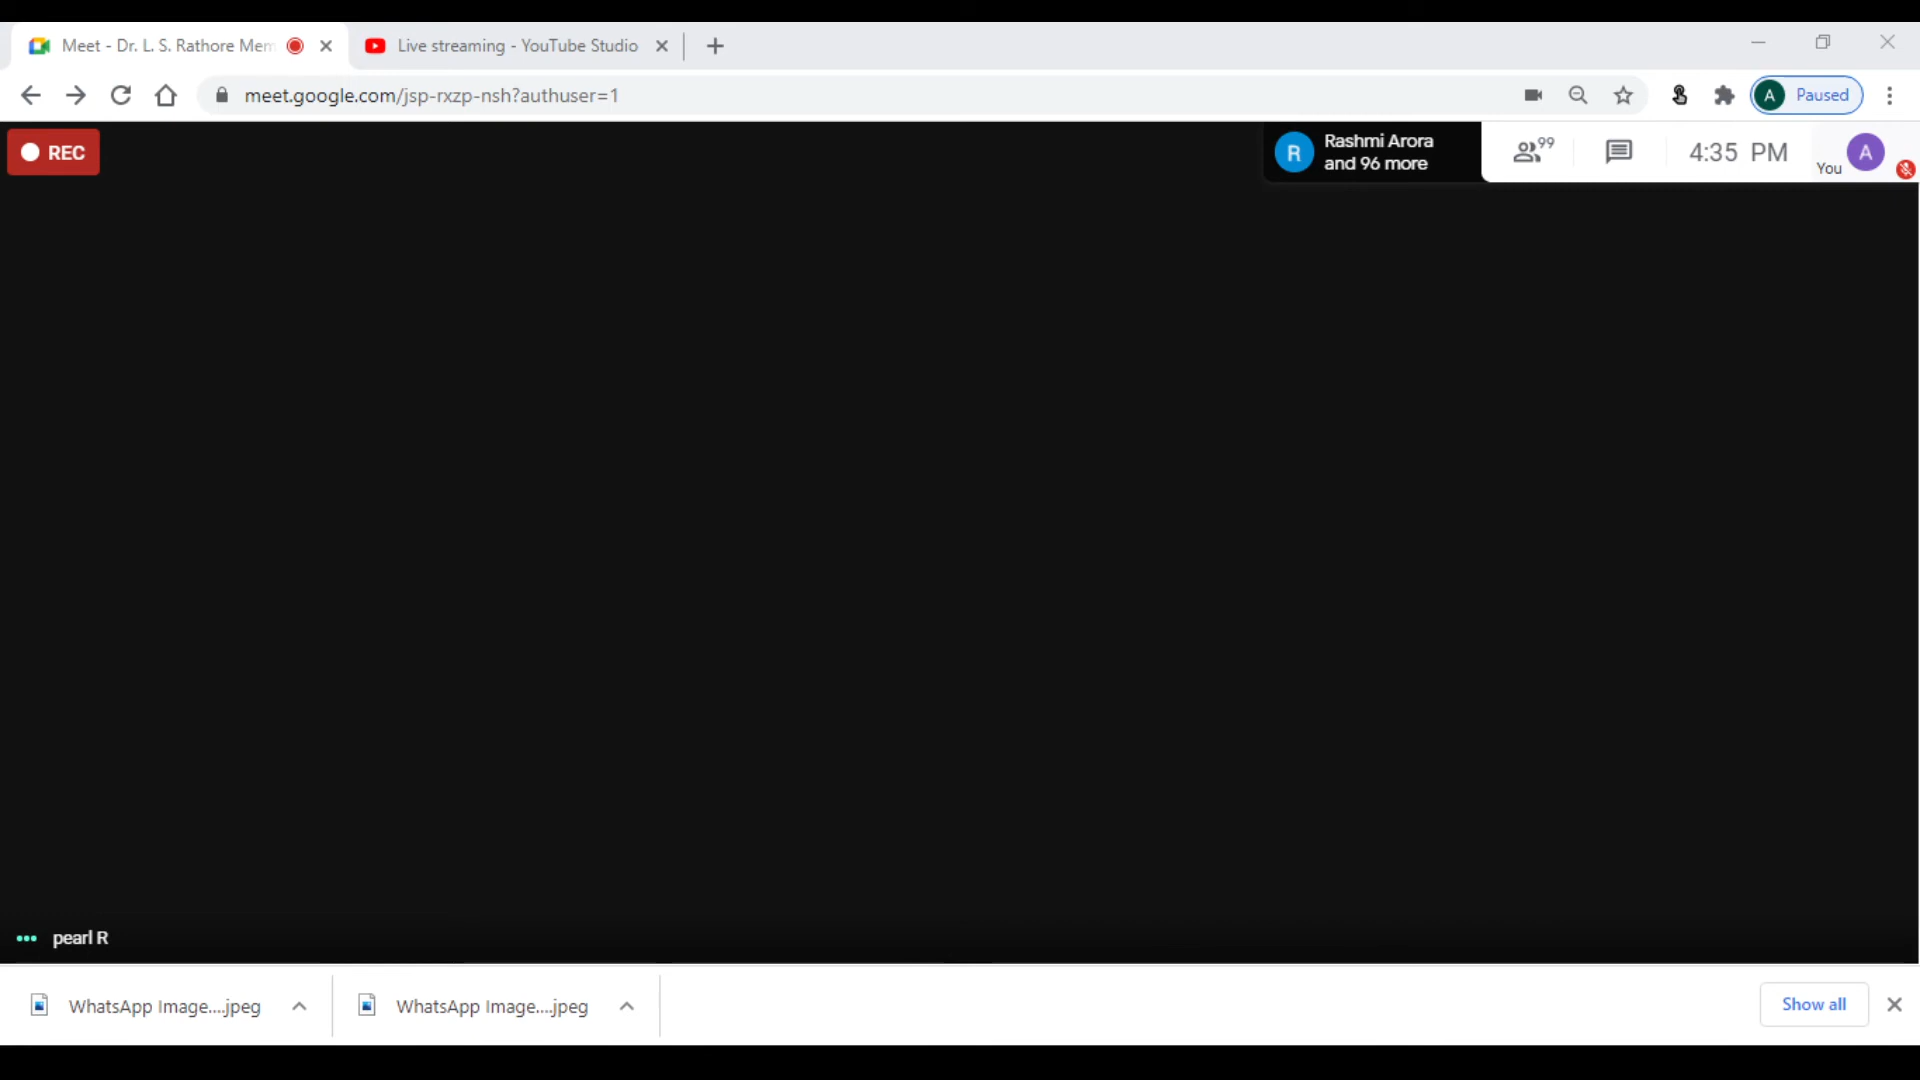 Meet - Dr. L. S. Rathore Mem
Live streaming - YouTube Studio
meet.google.com/jsp-rxzp-nsh?authuser=1
A
Paused
REC
R
Rashmi Arora
and 96 more
99
4:35 PM
You
A
pearl R
WhatsApp Image....jpeg
WhatsApp Image....jpeg
Show all